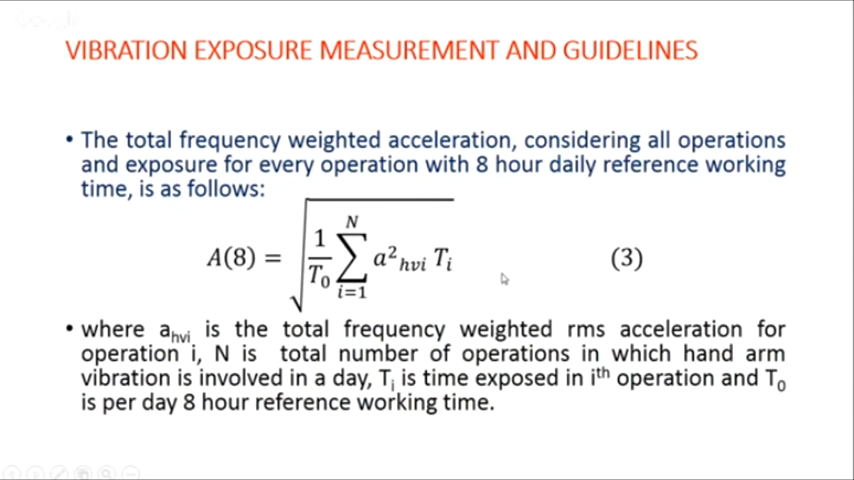 VIBRATION EXPOSURE MEASUREMENT AND GUIDELINES
• The total frequency weighted acceleration, considering all operations
and exposure for every operation with 8 hour daily reference working
time, is as follows:
A(8) = √(1/T₀ ∑_{i=1}^{N} a²ₕᵥᵢ Tᵢ) (3)
• where aₕᵥᵢ is the total frequency weighted rms acceleration for
operation i, N is total number of operations in which hand arm
vibration is involved in a day, Tᵢ is time exposed in iᵗʰ operation and T₀
is per day 8 hour reference working time.